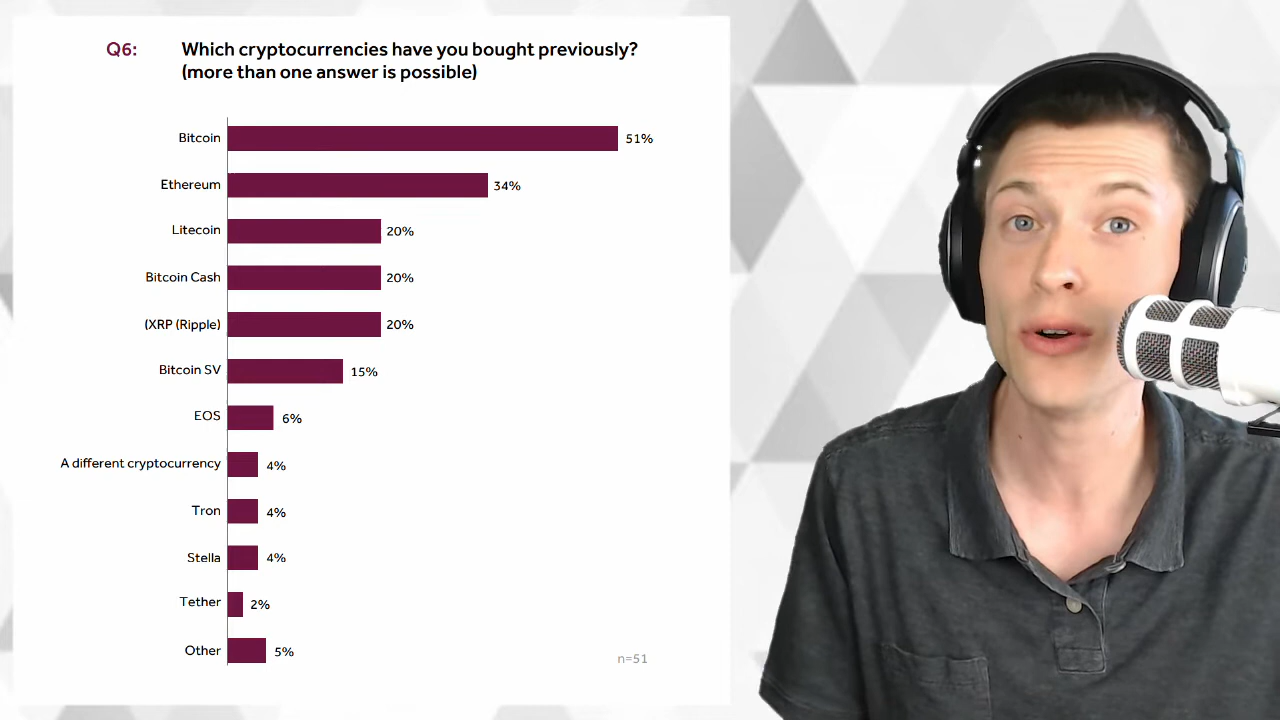 Q6: Which cryptocurrencies have you bought previously?
(more than one answer is possible)
Bitcoin 51%
Ethereum 34%
Litecoin 20%
Bitcoin Cash 20%
(XRP (Ripple) 20%
Bitcoin SV 15%
EOS 6%
A different cryptocurrency 4%
Tron 4%
Stella 4%
Tether 2%
Other 5%
n=51